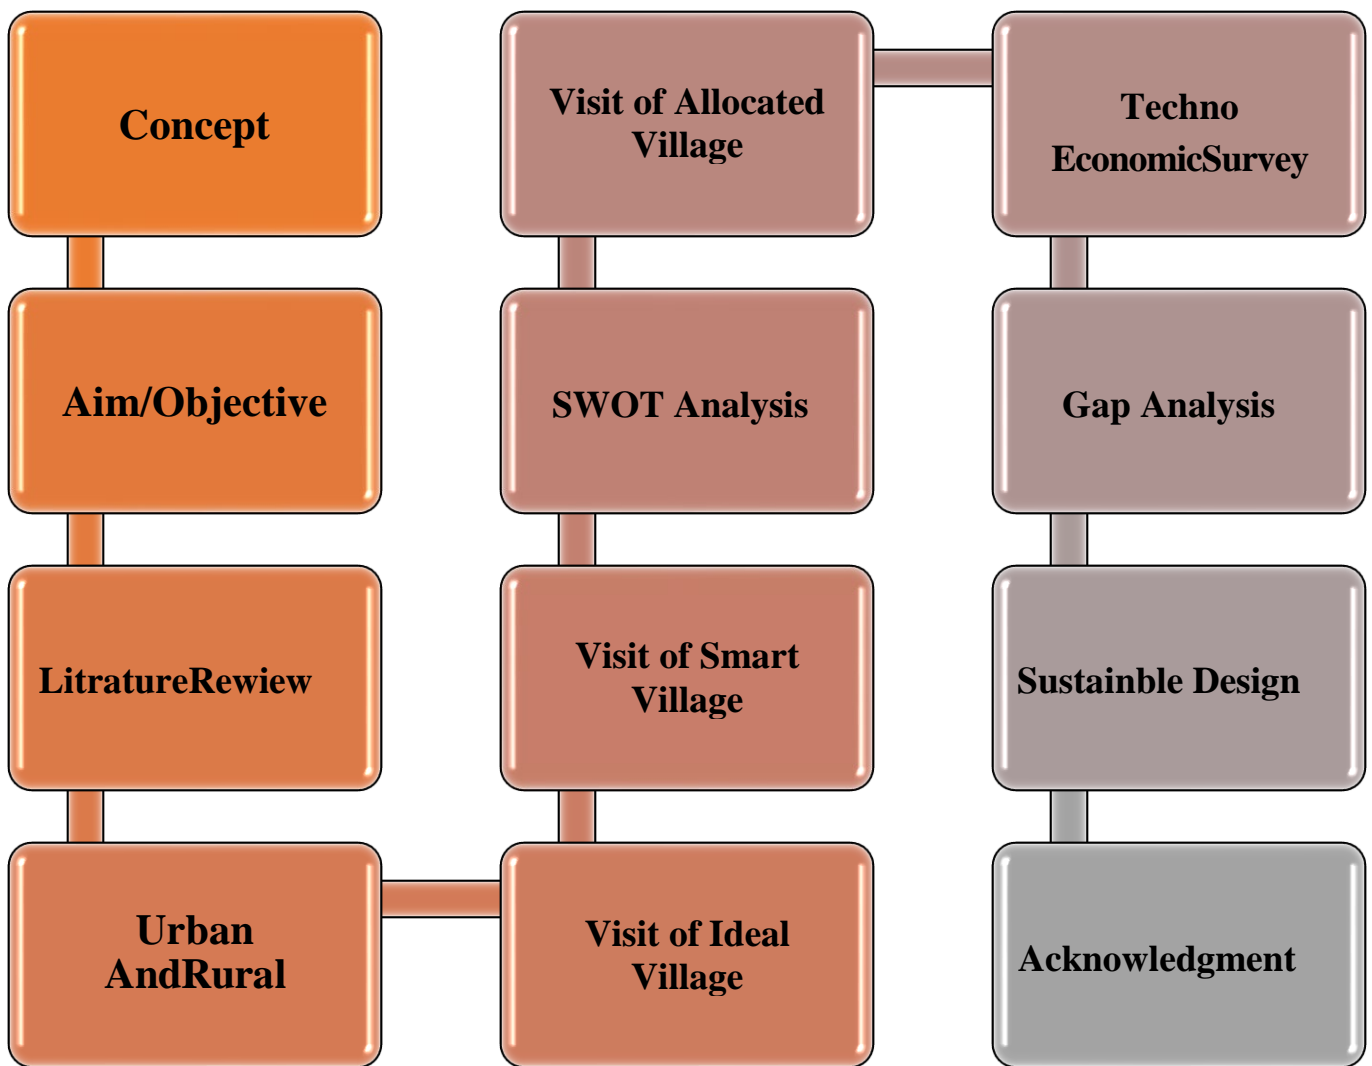 Concept
Aim/Objective
LitratureRewiew
Urban
AndRural
Visit of Ideal
Village
Visit of Smart
Village
SWOT Analysis
Visit of Allocated
Village
Techno
EconomicSurvey
Gap Analysis
Sustainble Design
Acknowledgment